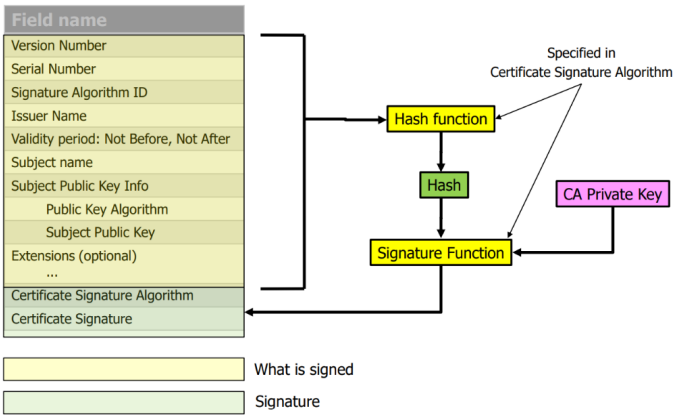 Field name
Version Number
Serial Number
Signature Algorithm ID
Issuer Name
Validity period: Not Before, Not After
Subject name
Subject Public Key Info
Public Key Algorithm
Subject Public Key
Extensions (optional)
...
Certificate Signature Algorithm
Certificate Signature
Specified in
Certificate Signature Algorithm
Hash function
Hash
CA Private Key
Signature Function
What is signed
Signature